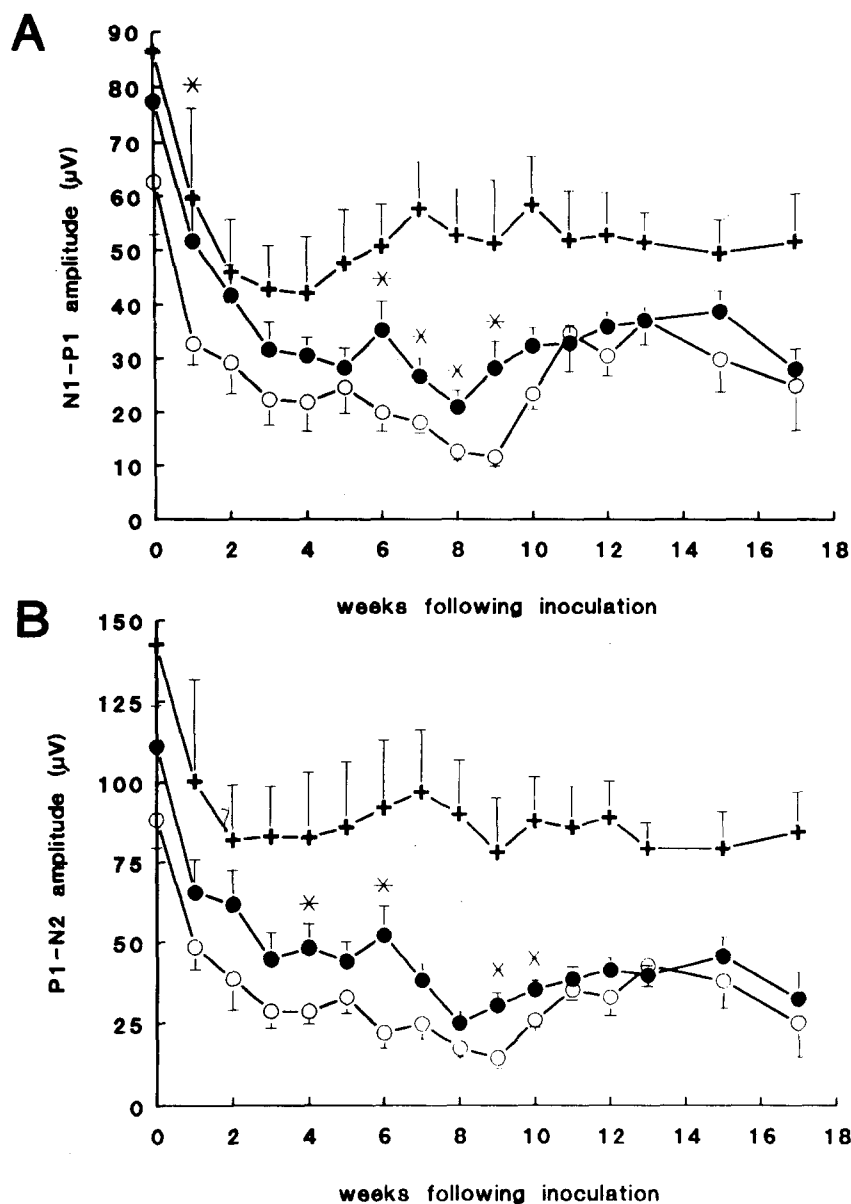 A
N1-P1 amplitude (µV)
90
80
70
60
50
40
30
20
10
0
0 2 4 6 8 10 12 14 16 18
weeks following inoculation
B
P1-N2 amplitude (µV)
150
125
100
75
50
25
0
0 2 4 6 8 10 12 14 16 18
weeks following inoculation